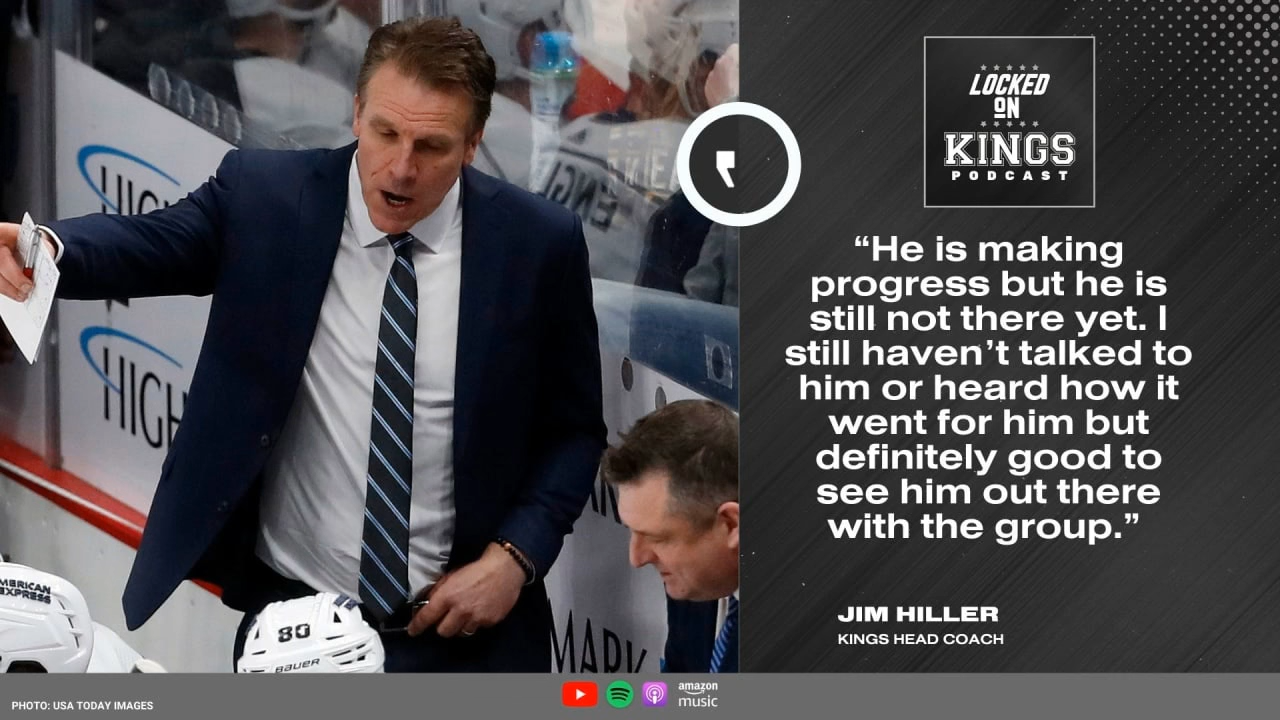 LOCKED
ON
KINGS
PODCAST
“He is making
progress but he is
still not there yet. I
still haven’t talked to
him or heard how it
went for him but
definitely good to
see him out there
with the group.”
JIM HILLER
KINGS HEAD COACH
HIGH
HIGH
MARK
AMERICAN
EXPRESS
80
BAUER
PHOTO: USA TODAY IMAGES
amazon
music